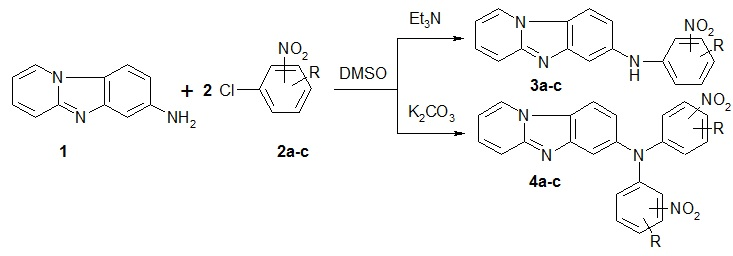 Et₃N
NO₂
R
N
N
N
H
3a-c
N
N
NH₂
1
+ 2
Cl
NO₂
R
2a-c
DMSO
K₂CO₃
N
N
N
NO₂
R
NO₂
R
4a-c